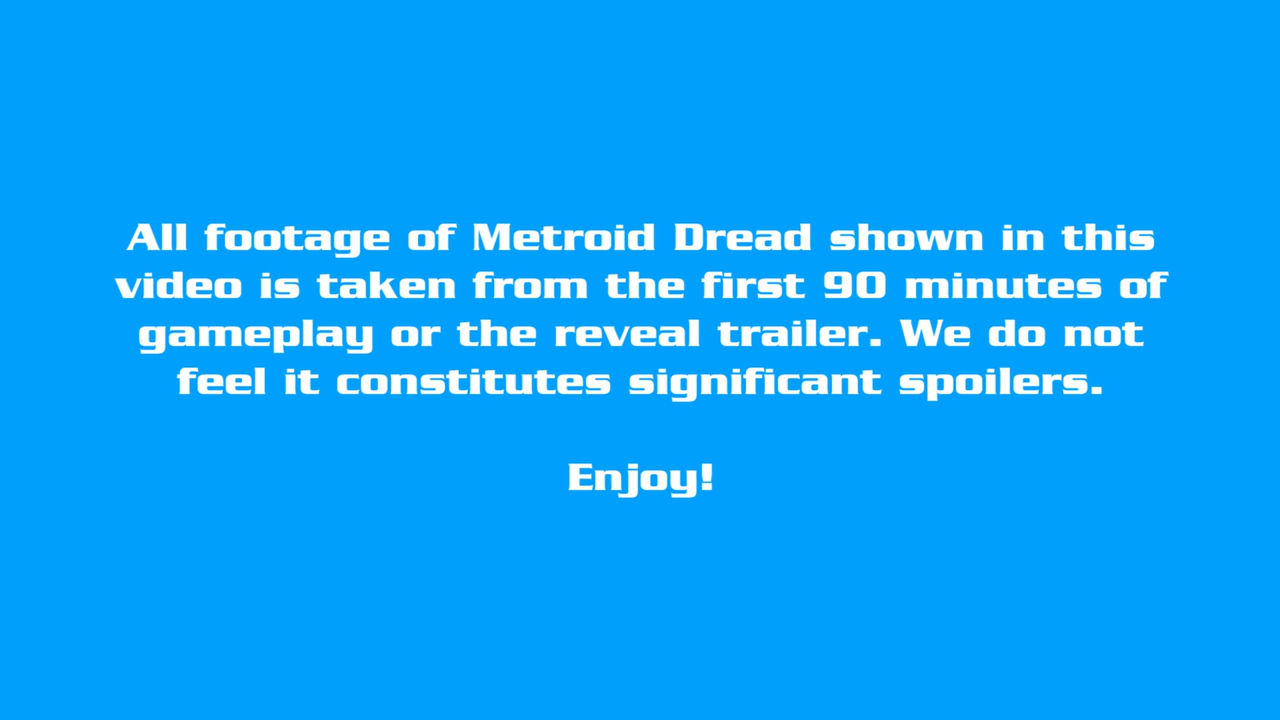 All footage of Metroid Dread shown in this
video is taken from the first 90 minutes of
gameplay or the reveal trailer. We do not
feel it constitutes significant spoilers.
Enjoy!